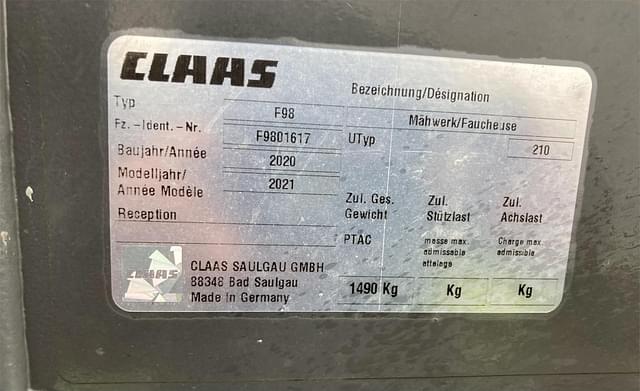 CLAAS
Bezeichnung/Désignation
Typ F98 Mähwerk/Faucheuse
Fz.-Ident.-Nr. F9801617 UTyp 210
Baujahr/Année 2020
Modelljahr/
Année Modèle 2021
Zul. Ges. Zul. Zul.
Gewicht Stützlast Achslast
Reception
PTAC masse max. Charge max.
admissable admissible
attelage
CLAAS
CLAAS SAULGAU GMBH
88348 Bad Saulgau
Made in Germany
1490 Kg Kg Kg